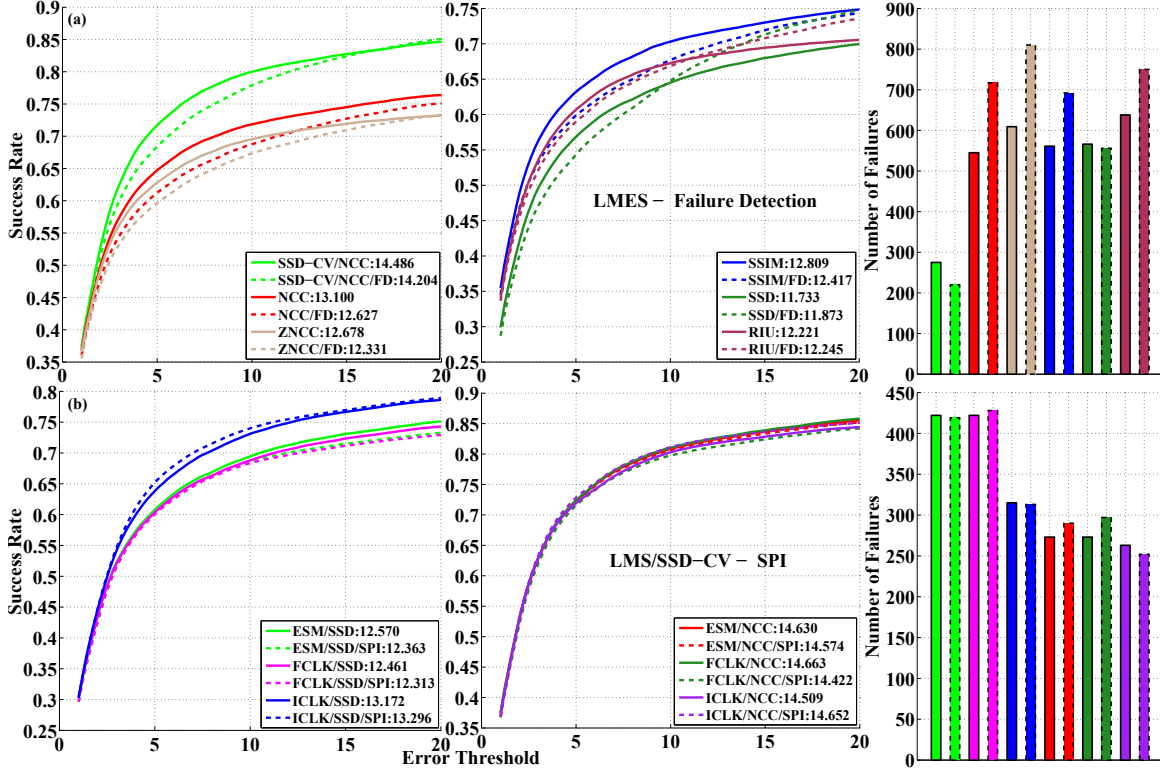 (a)
Success Rate
0.9
0.85
0.8
0.75
0.7
0.65
0.6
0.55
0.5
0.45
0.4
0.35
0 5 10 15 20
SSD−CV/NCC:14.486
SSD−CV/NCC/FD:14.204
NCC:13.100
NCC/FD:12.627
ZNCC:12.678
ZNCC/FD:12.331
0.75
0.7
0.65
0.6
0.55
0.5
0.45
0.4
0.35
0.3
0.25
0 5 10 15 20
LMES − Failure Detection
SSIM:12.809
SSIM/FD:12.417
SSD:11.733
SSD/FD:11.873
RIU:12.221
RIU/FD:12.245
Number of Failures
900
800
700
600
500
400
300
200
100
0
(b)
Success Rate
0.8
0.75
0.7
0.65
0.6
0.55
0.5
0.45
0.4
0.35
0.3
0.25
0 5 10 15 20
ESM/SSD:12.570
ESM/SSD/SPI:12.363
FCLK/SSD:12.461
FCLK/SSD/SPI:12.313
ICLK/SSD:13.172
ICLK/SSD/SPI:13.296
Error Threshold
0.9
0.85
0.8
0.75
0.7
0.65
0.6
0.55
0.5
0.45
0.4
0.35
0 5 10 15 20
LMS/SSD−CV − SPI
ESM/NCC:14.630
ESM/NCC/SPI:14.574
FCLK/NCC:14.663
FCLK/NCC/SPI:14.422
ICLK/NCC:14.509
ICLK/NCC/SPI:14.652
Number of Failures
450
400
350
300
250
200
150
100
50
0